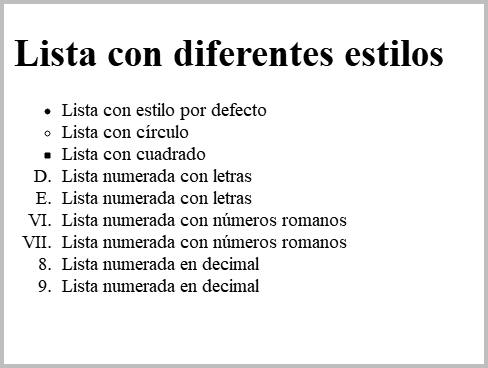 Lista con diferentes estilos
• Lista con estilo por defecto
◦ Lista con círculo
▪ Lista con cuadrado
D. Lista numerada con letras
E. Lista numerada con letras
VI. Lista numerada con números romanos
VII. Lista numerada con números romanos
8. Lista numerada en decimal
9. Lista numerada en decimal